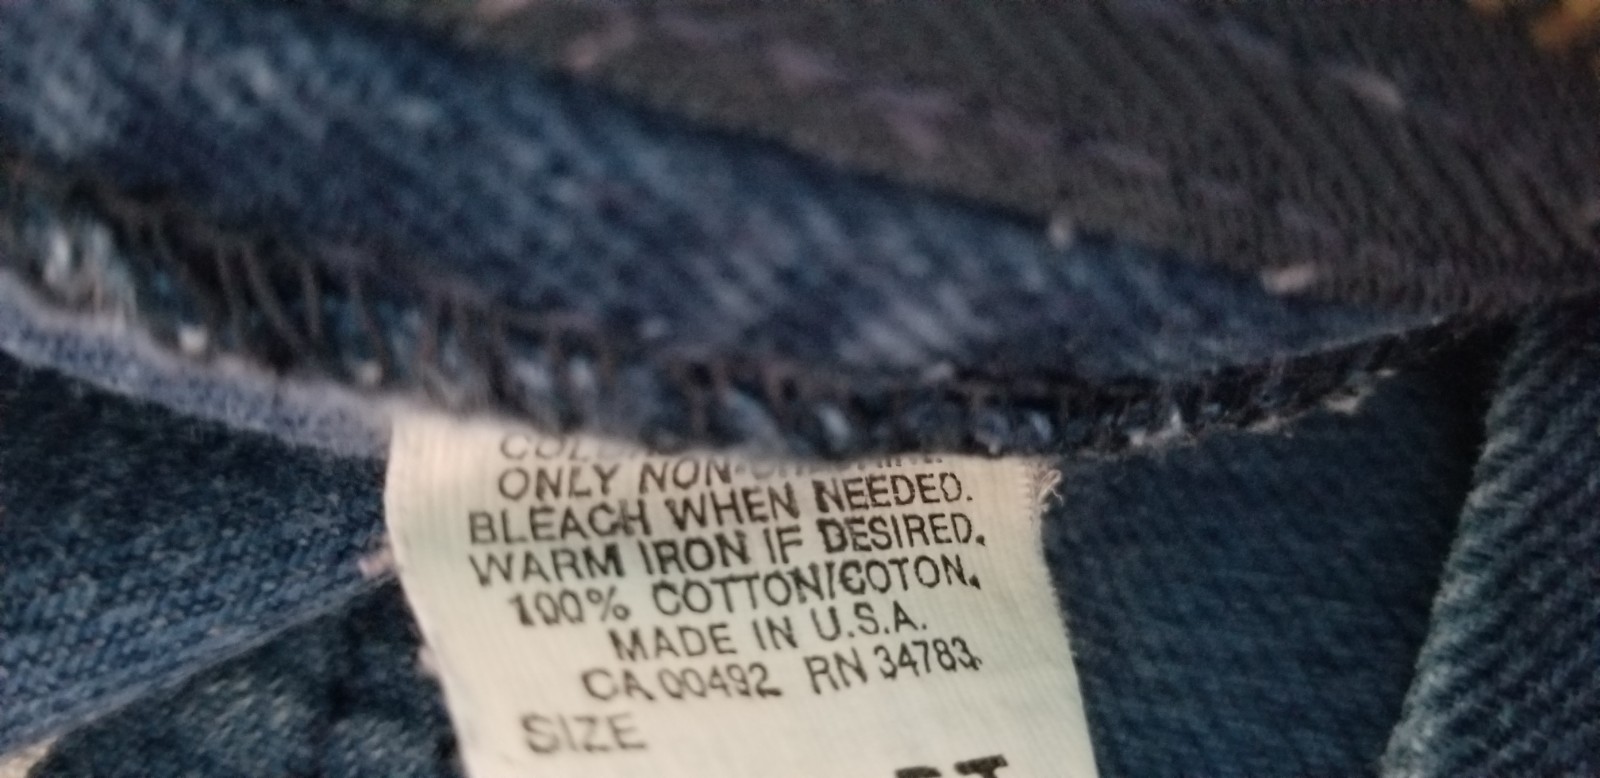 ONLY NON-
BLEACH WHEN NEEDED.
WARM IRON IF DESIRED.
100% COTTON/COTON.
MADE IN U.S.A.
CA 00492 RN 34783
SIZE